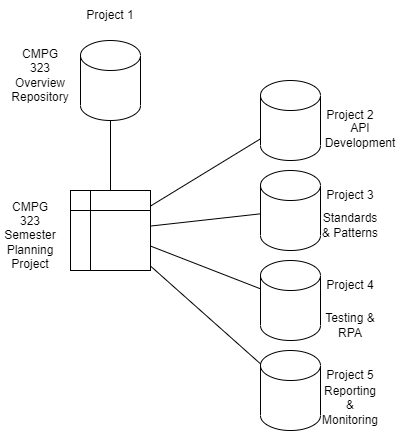 Project 1
CMPG
323
Overview
Repository
Project 2
API
Development
Project 3
Standards
& Patterns
CMPG
323
Semester
Planning
Project
Project 4
Testing &
RPA
Project 5
Reporting
&
Monitoring